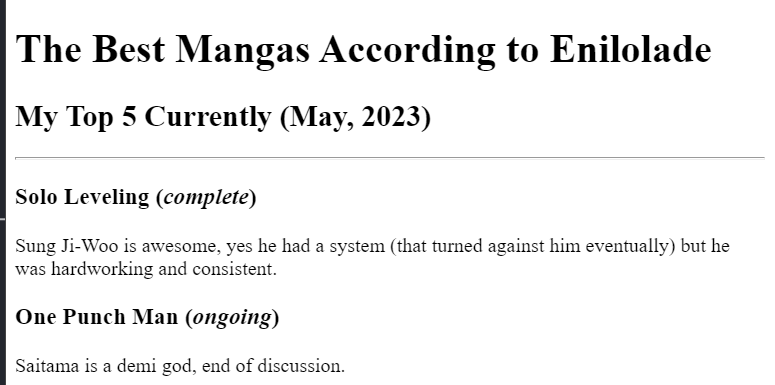 The Best Mangas According to Enilolade
My Top 5 Currently (May, 2023)
Solo Leveling (complete)
Sung Ji-Woo is awesome, yes he had a system (that turned against him eventually) but he
was hardworking and consistent.
One Punch Man (ongoing)
Saitama is a demi god, end of discussion.